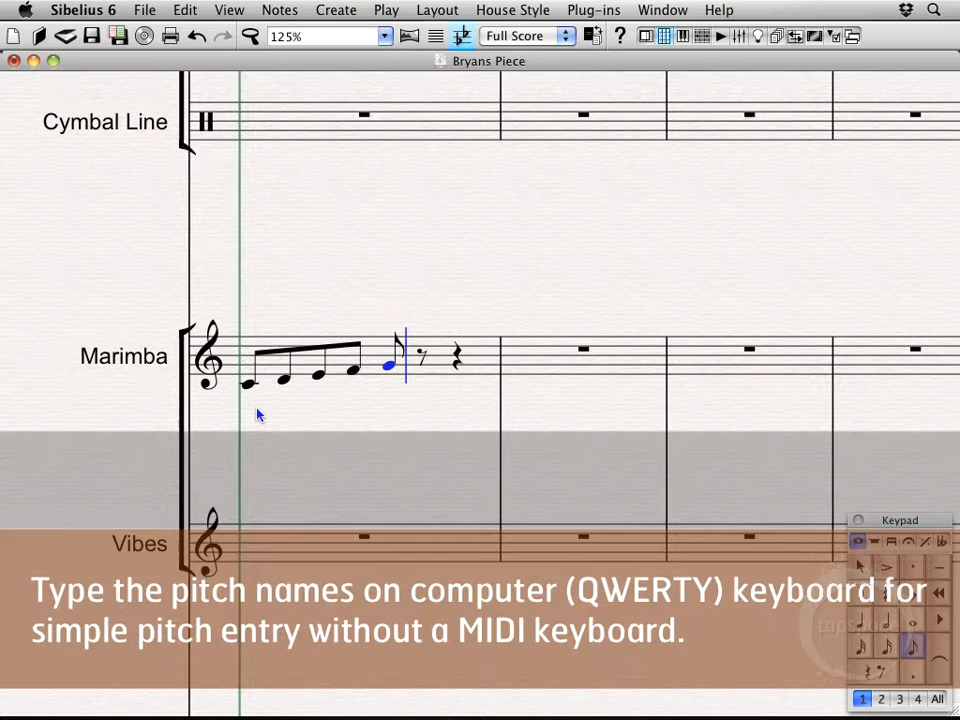 Sibelius 6 File Edit View Notes Create Play Layout House Style Plug-ins Window Help
125% Full Score ?
Bryans Piece
Cymbal Line
Marimba
Vibes
Keypad
1 2 3 4 All
Type the pitch names on computer (QWERTY) keyboard for
simple pitch entry without a MIDI keyboard.